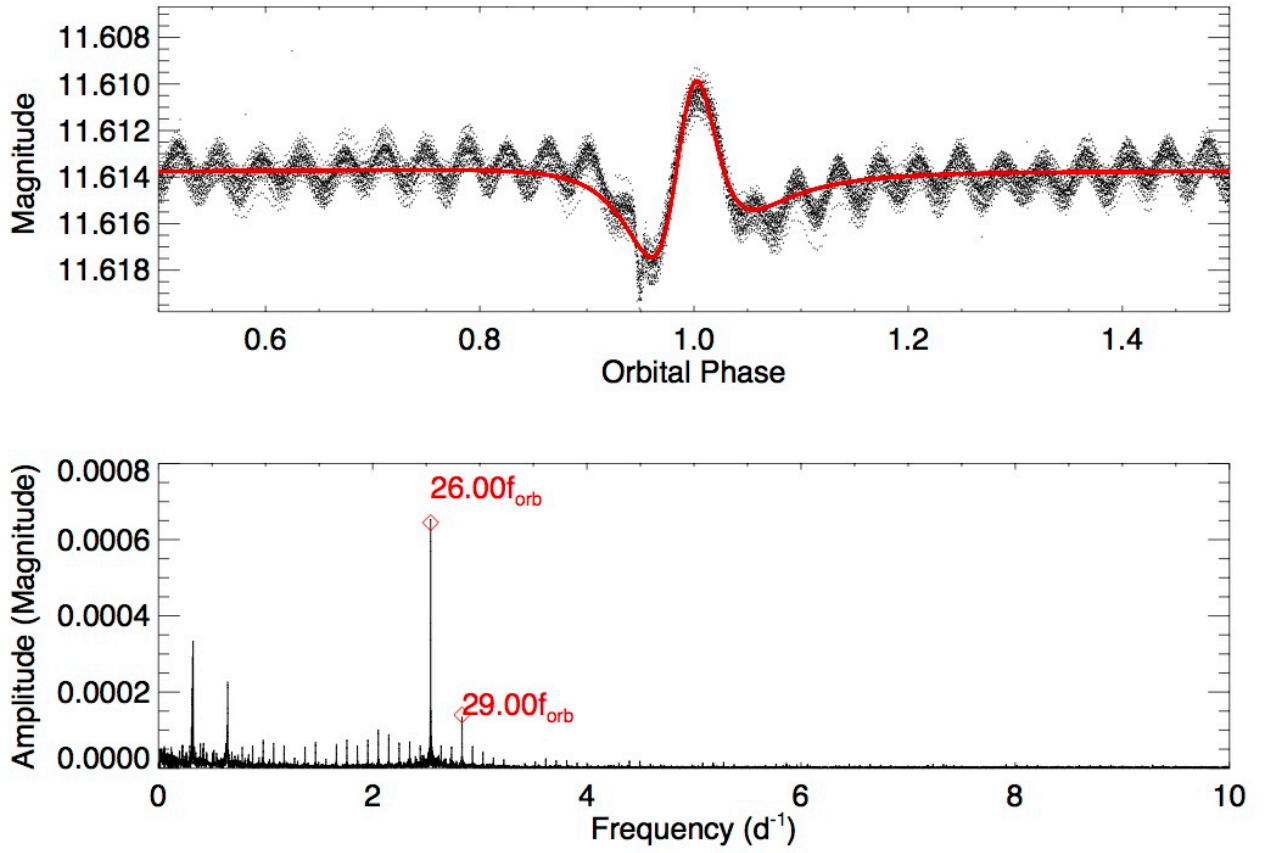 Magnitude
11.608
11.610
11.612
11.614
11.616
11.618
0.6 0.8 1.0 1.2 1.4
Orbital Phase
Amplitude (Magnitude)
0.0008
0.0006
0.0004
0.0002
0.0000
26.00f_orb
29.00f_orb
0 2 4 6 8 10
Frequency (d⁻¹)